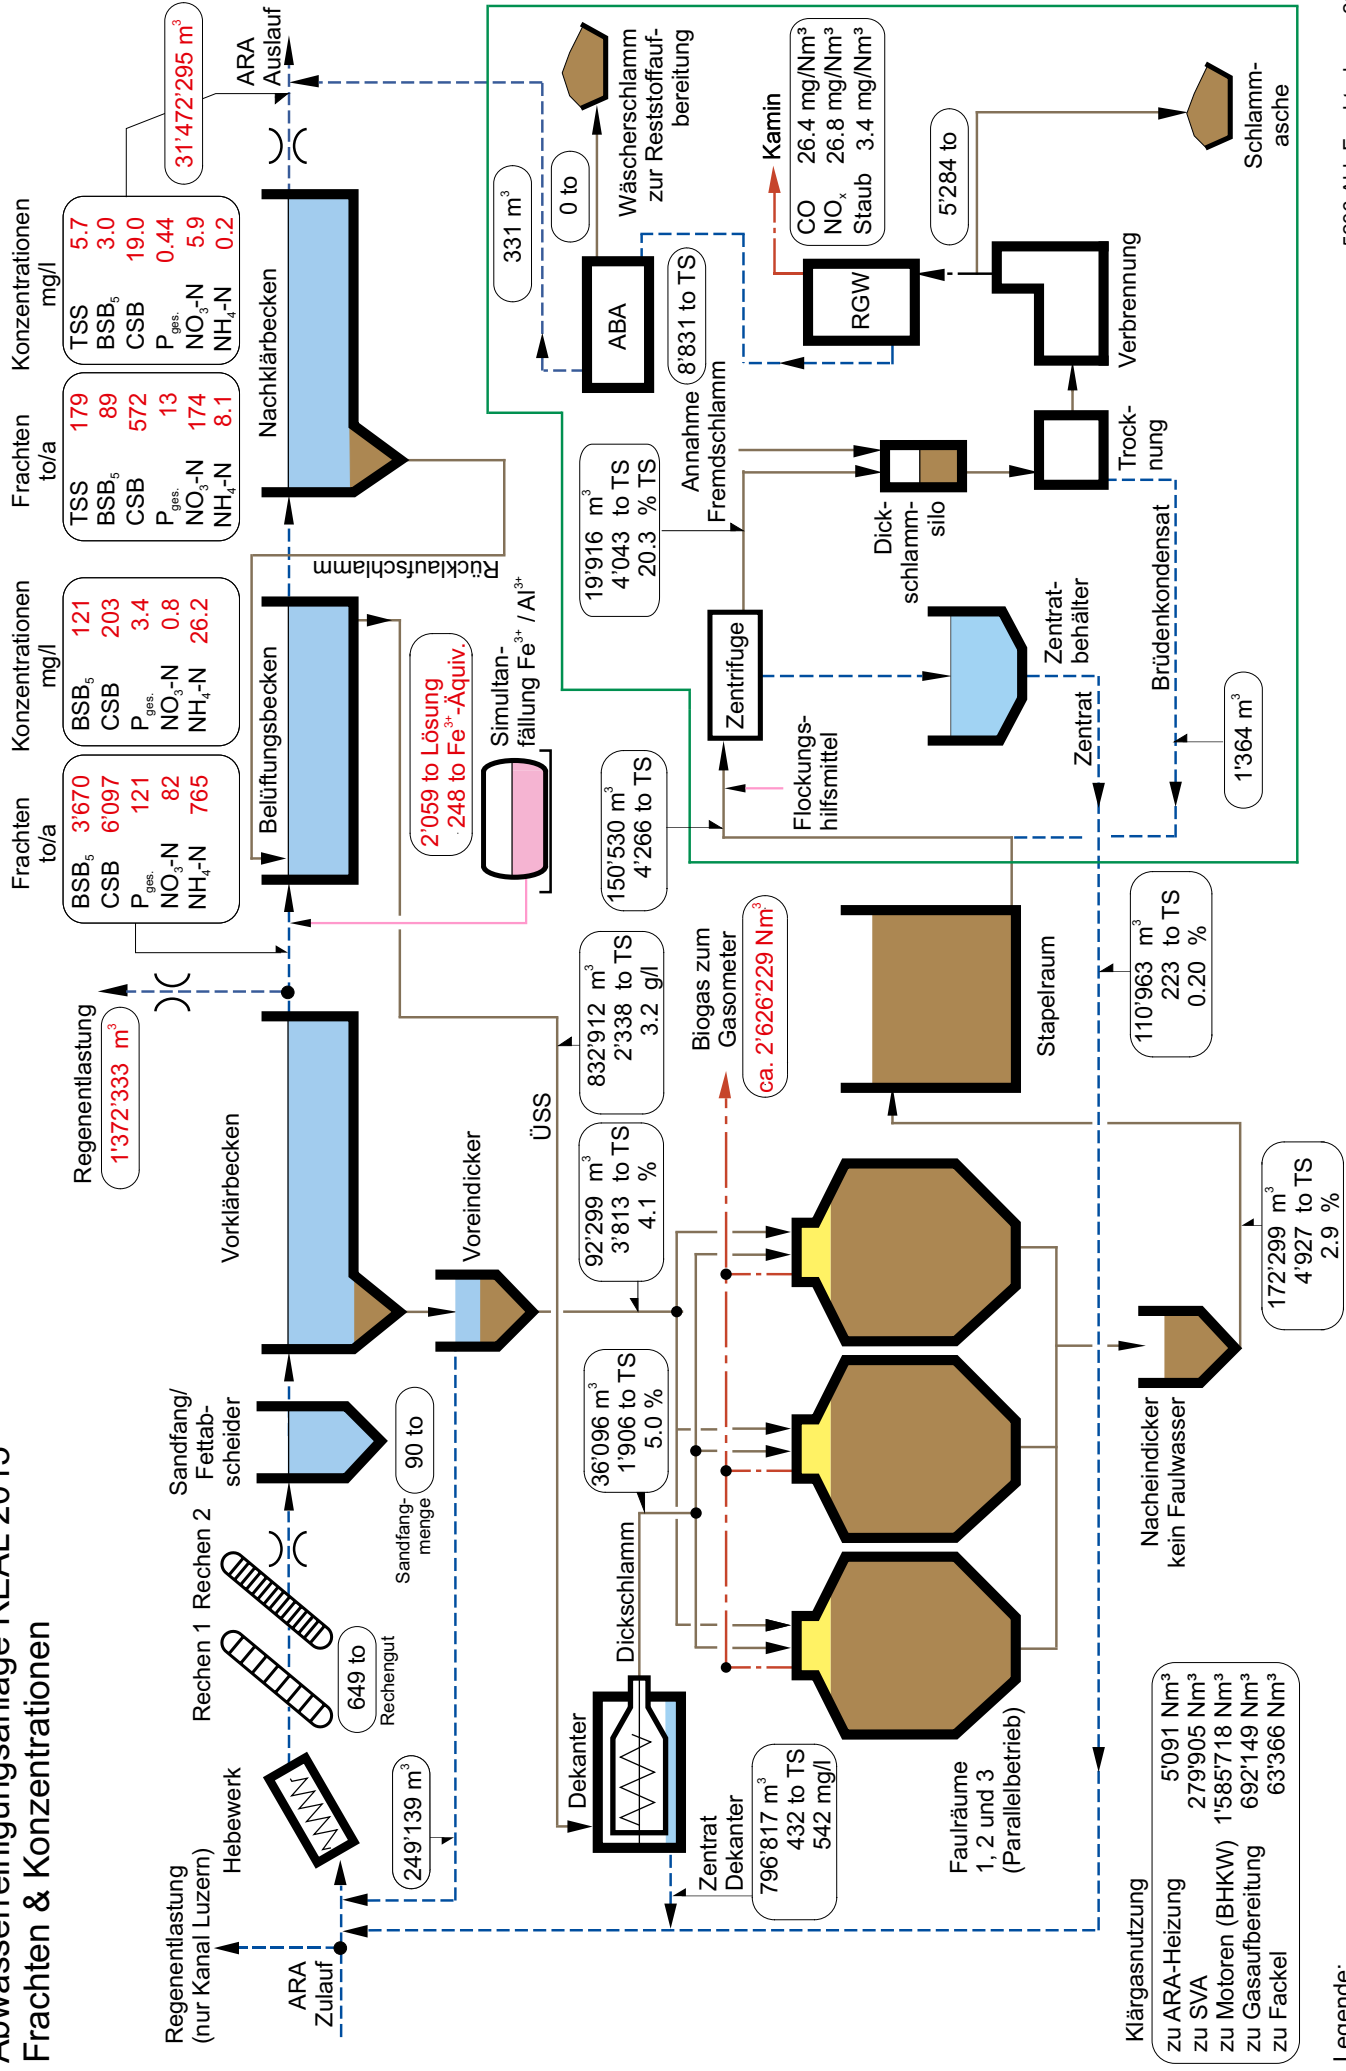 Abwasserreinigungsanlage REAL 2015
Frachten & Konzentrationen
Regenentlastung
(nur Kanal Luzern)
ARA
Zulauf
Hebewerk
249'139 m³
Rechen 1
Rechen 2
649 to
Rechengut
Sandfang/
Fettab-
scheider
90 to
Sandfang-
menge
Vorklärbecken
Regenentlastung
1'372'333 m³
Voreindicker
Frachten
to/a
BSB₅ 3'670
CSB 6'097
P ges. 121
NO₃-N 82
NH₄-N 765
Konzentrationen
mg/l
BSB₅ 121
CSB 203
P ges. 3.4
NO₃-N 0.8
NH₄-N 26.2
Belüftungsbecken
Rücklaufschlamm
2'059 to Lösung
248 to Fe³⁺-Äquiv.
Simultan-
fällung Fe³⁺ / Al³⁺
Frachten
to/a
TSS 179
BSB₅ 89
CSB 572
P ges. 13
NO₃-N 174
NH₄-N 8.1
Konzentrationen
mg/l
TSS 5.7
BSB₅ 3.0
CSB 19.0
P ges. 0.44
NO₃-N 5.9
NH₄-N 0.2
Nachklärbecken
31'472'295 m³
ARA
Auslauf
ÜSS
832'912 m³
2'338 to TS
3.2 g/l
92'299 m³
3'813 to TS
4.1 %
36'096 m³
1'906 to TS
5.0 %
Dekanter
Dickschlamm
Zentrat
Dekanter
796'817 m³
432 to TS
542 mg/l
Biogas zum
Gasometer
ca. 2'626'229 Nm³
Faulräume
1, 2 und 3
(Parallelbetrieb)
Nacheindicker
kein Faulwasser
172'299 m³
4'927 to TS
2.9 %
Stapelraum
150'530 m³
4'266 to TS
Flockungs-
hilfsmittel
Zentrifuge
19'916 m³
4'043 to TS
20.3 % TS
Annahme
Fremdschlamm
8'831 to TS
Dick-
schlamm-
silo
Zentrat-
behälter
Zentrat
110'963 m³
223 to TS
0.20 %
Brüdenkondensat
1'364 m³
Trock-
nung
Verbrennung
RGW
ABA
331 m³
0 to
Wäscherschlamm
zur Reststoffauf-
bereitung
Kamin
CO 26.4 mg/Nm³
NOₓ 26.8 mg/Nm³
Staub 3.4 mg/Nm³
5'284 to
Schlamm-
asche
Klärgasnutzung
zu ARA-Heizung 5'091 Nm³
zu SVA 279'905 Nm³
zu Motoren (BHKW) 1'585'718 Nm³
zu Gasaufbereitung 692'149 Nm³
zu Fackel 63'366 Nm³
Legende: